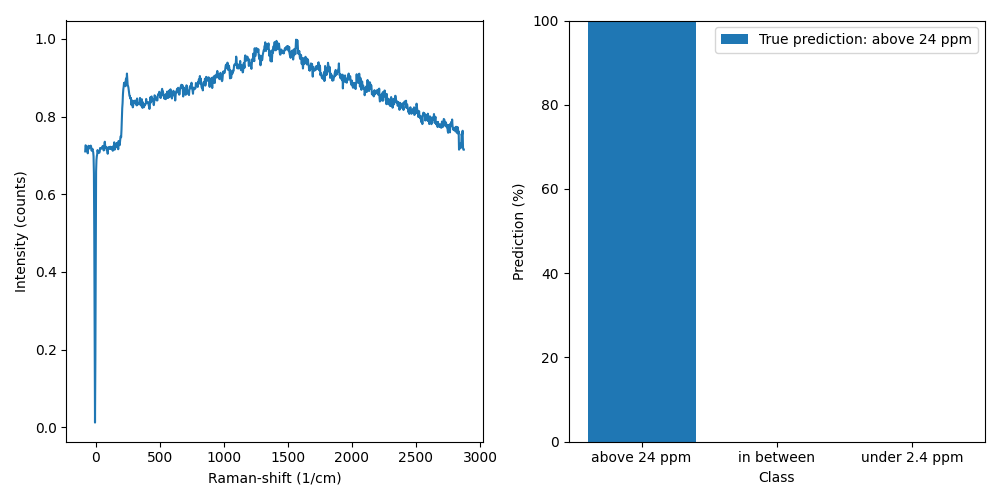 1.0
0.8
0.6
0.4
0.2
0.0
Intensity (counts)
0 500 1000 1500 2000 2500 3000
Raman-shift (1/cm)
100
80
60
40
20
0
Prediction (%)
True prediction: above 24 ppm
above 24 ppm in between under 2.4 ppm
Class